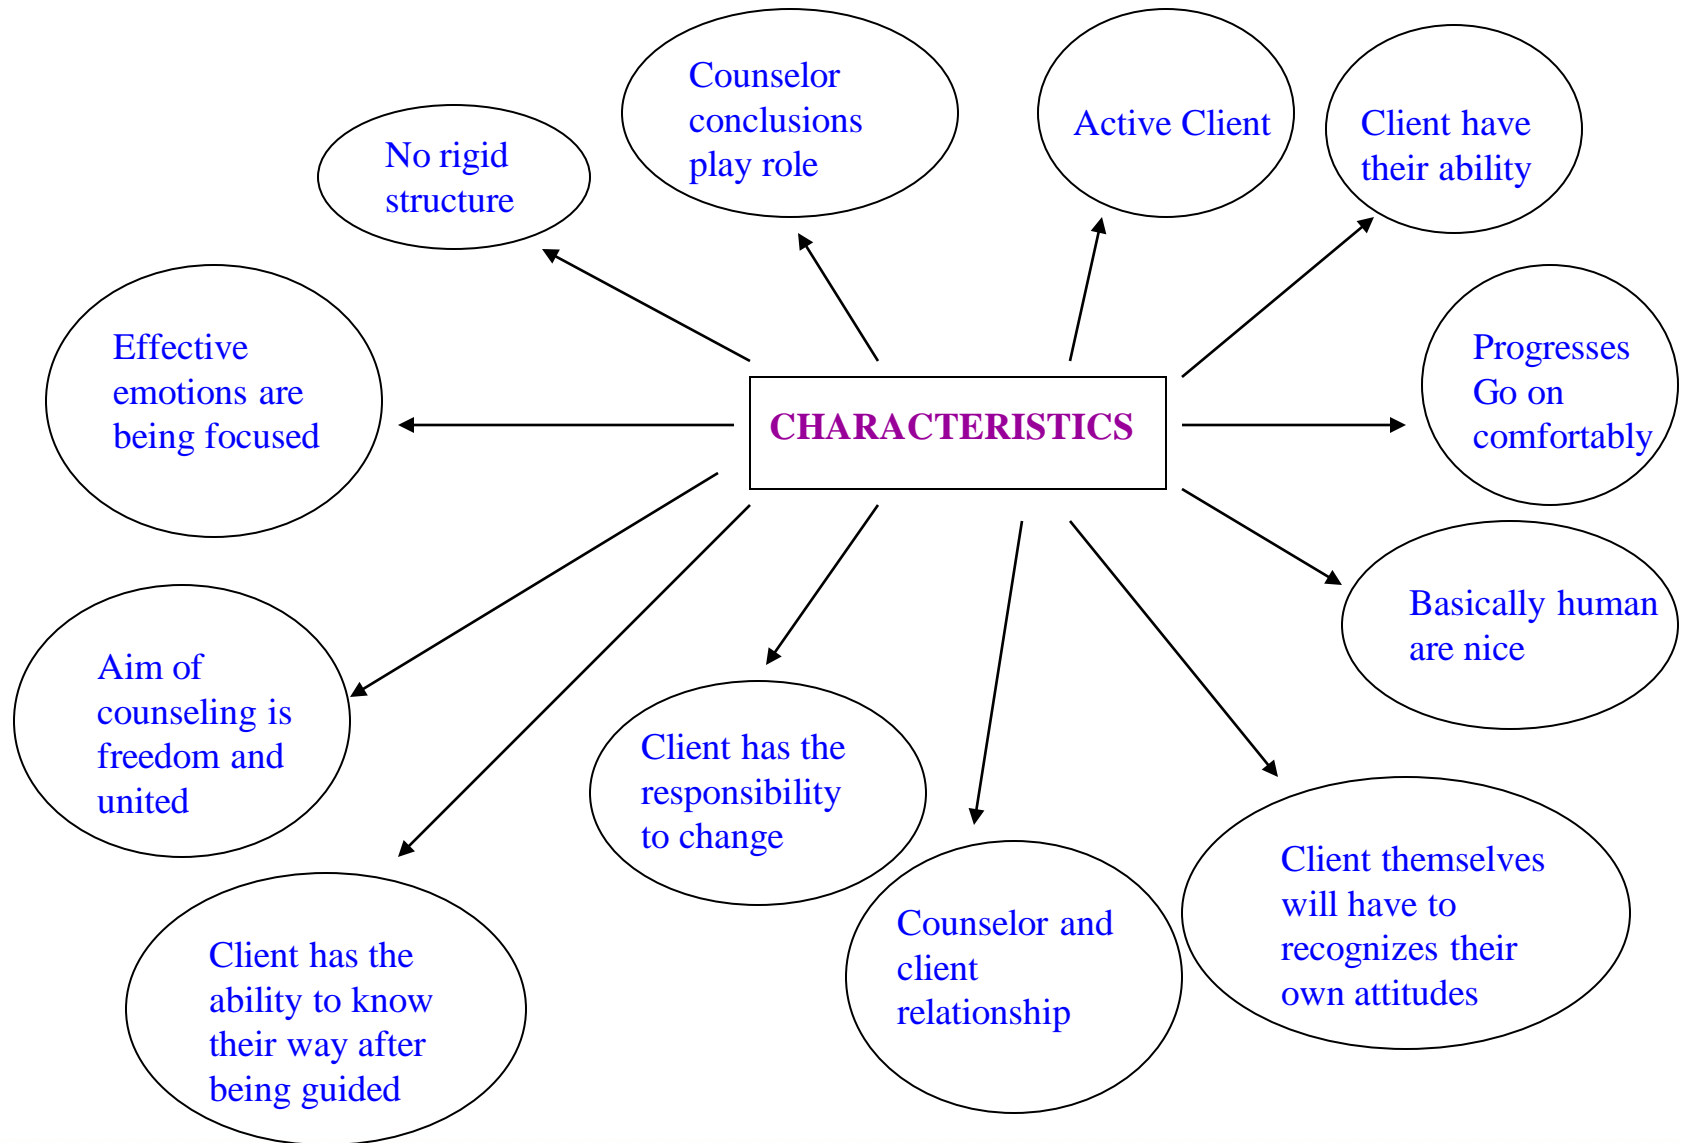 Counselor
conclusions
play role
Active Client
Client have
their ability
No rigid
structure
Effective
emotions are
being focused
CHARACTERISTICS
Progresses
Go on
comfortably
Basically human
are nice
Aim of
counseling is
freedom and
united
Client has the
responsibility
to change
Client themselves
will have to
recognizes their
own attitudes
Counselor and
client
relationship
Client has the
ability to know
their way after
being guided